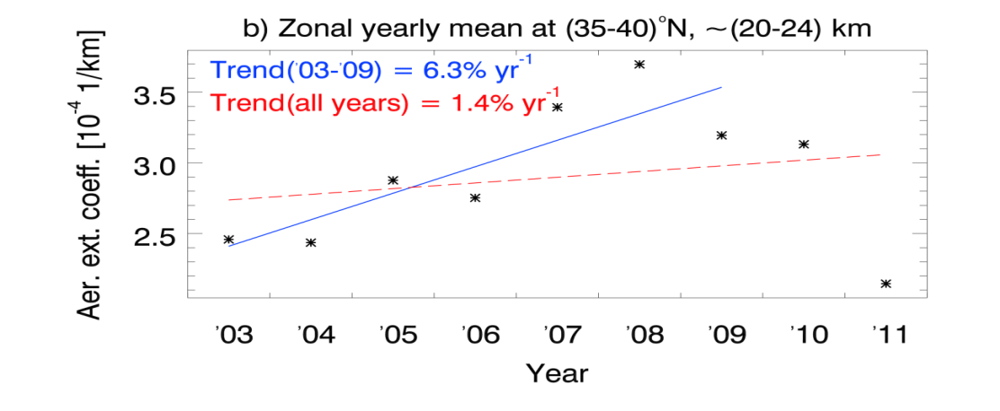 b) Zonal yearly mean at (35-40)°N, ~(20-24) km
Trend('03-'09) = 6.3% yr⁻¹
Trend(all years) = 1.4% yr⁻¹
Aer. ext. coeff. [10⁻⁴ 1/km]
3.5
3.0
2.5
'03 '04 '05 '06 '07 '08 '09 '10 '11
Year